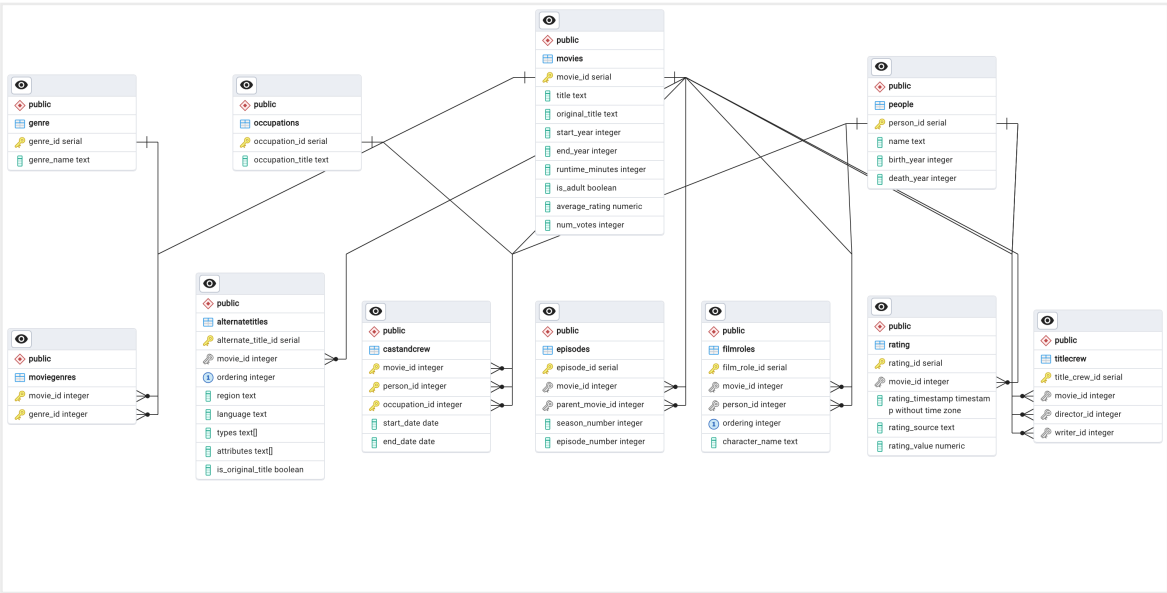 public
movies
movie_id serial
title text
original_title text
start_year integer
end_year integer
runtime_minutes integer
is_adult boolean
average_rating numeric
num_votes integer
public
people
person_id serial
name text
birth_year integer
death_year integer
public
genre
genre_id serial
genre_name text
public
occupations
occupation_id serial
occupation_title text
public
moviegenres
movie_id integer
genre_id integer
public
alternatetitles
alternate_title_id serial
movie_id integer
1 ordering integer
region text
language text
types text[]
attributes text[]
is_original_title boolean
public
castandcrew
movie_id integer
person_id integer
occupation_id integer
start_date date
end_date date
public
episodes
episode_id serial
movie_id integer
parent_movie_id integer
season_number integer
episode_number integer
public
filmroles
film_role_id serial
movie_id integer
person_id integer
1 ordering integer
character_name text
public
rating
rating_id serial
movie_id integer
rating_timestamp timestam
p without time zone
rating_source text
rating_value numeric
public
titlecrew
title_crew_id serial
movie_id integer
director_id integer
writer_id integer